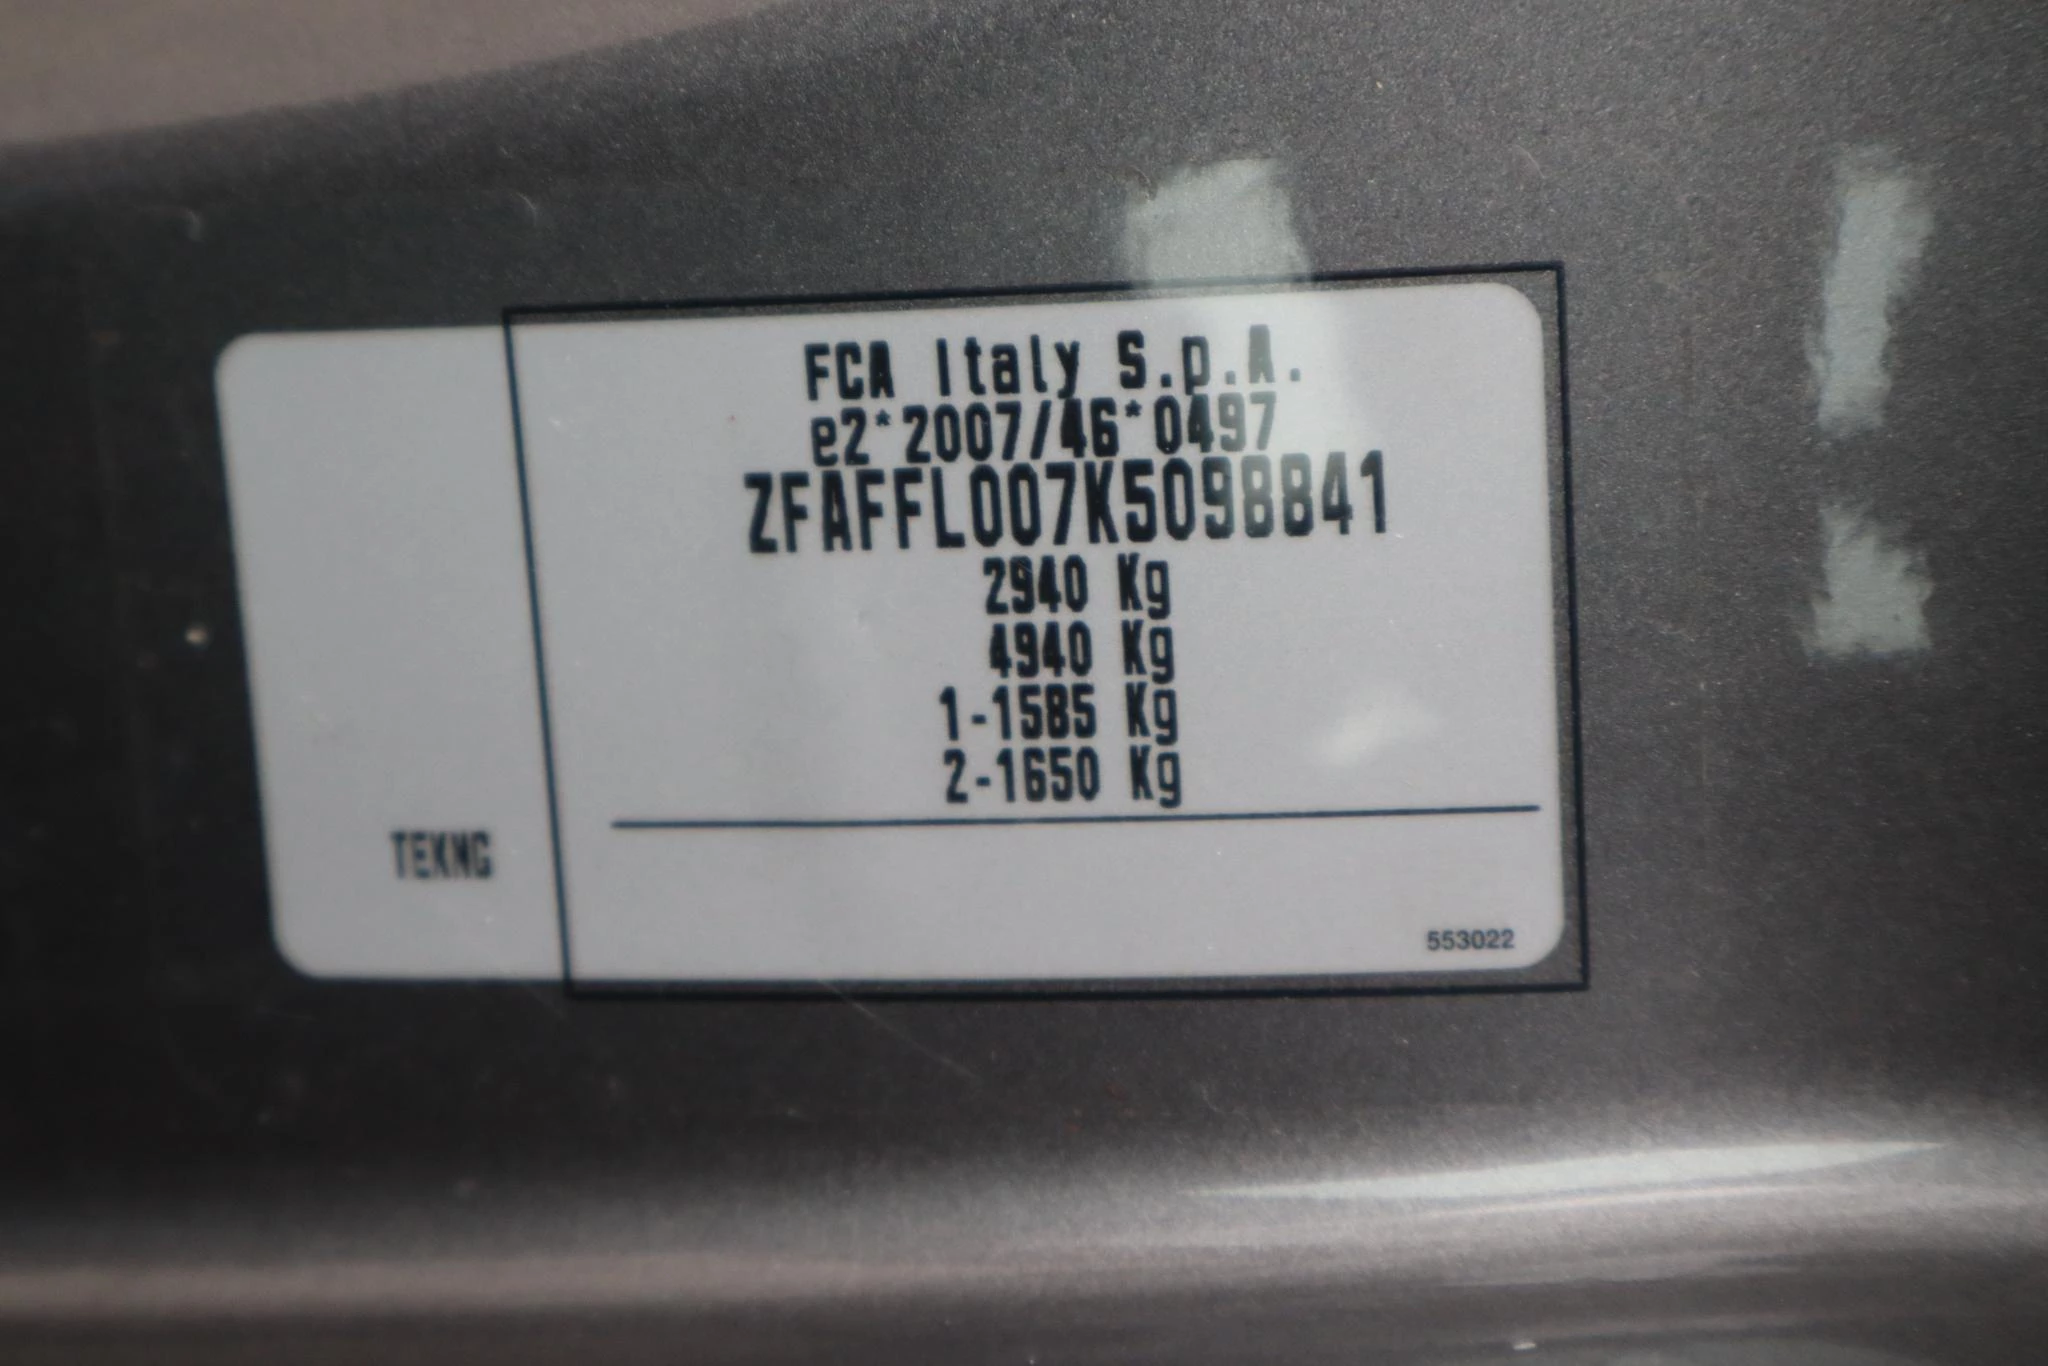 FCA Italy S.p.A.
e2*2007/46*0497
ZFAFFL007K5098841
2940 Kg
4940 Kg
1-1585 Kg
2-1650 Kg
TEKNG
553022